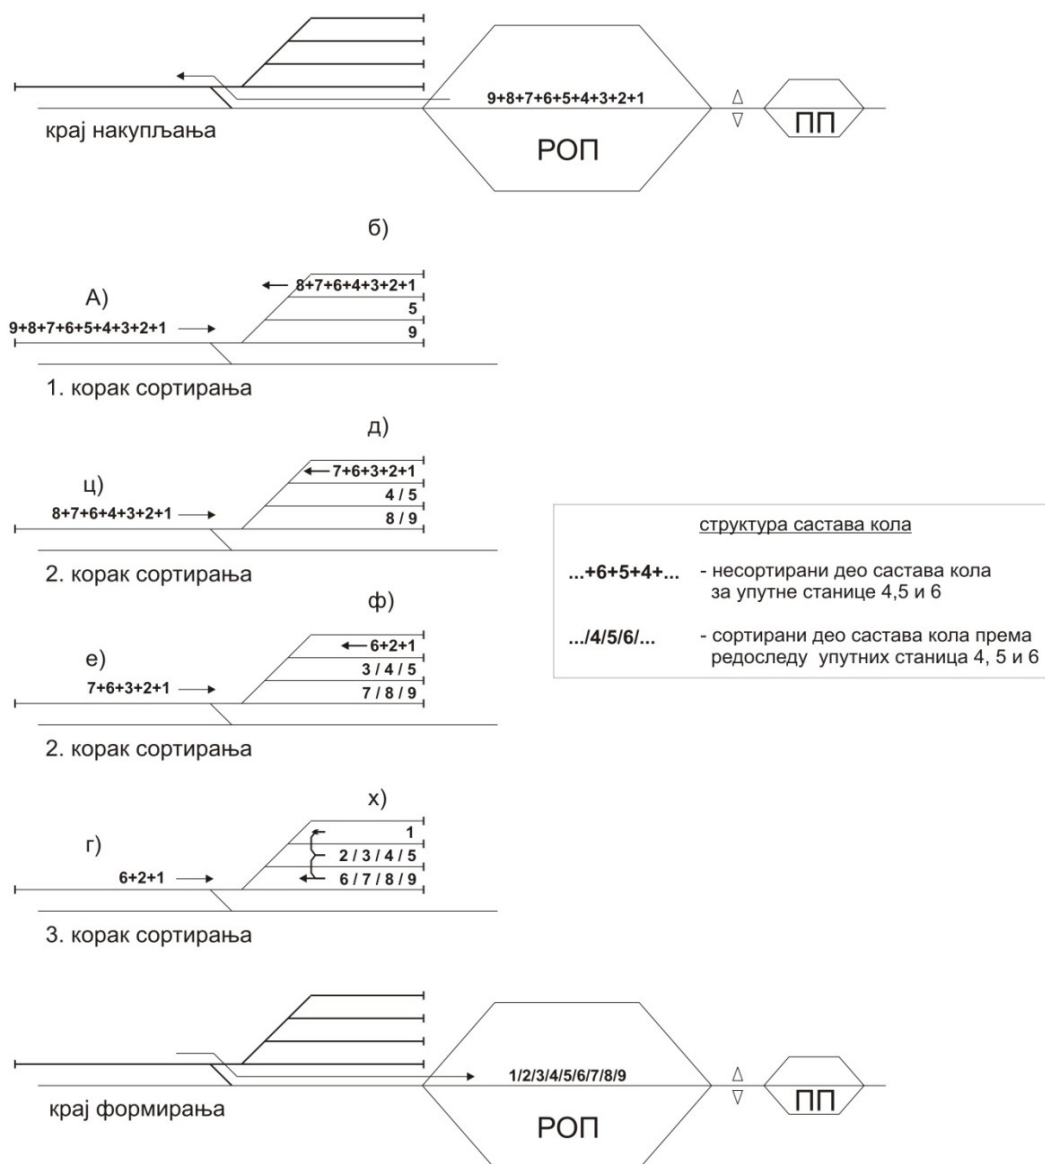 9+8+7+6+5+4+3+2+1
крај накупљања
РОП
ПП
б)
8+7+6+4+3+2+1
А)
5
9+8+7+6+5+4+3+2+1
9
1. корак сортирања
д)
7+6+3+2+1
ц)
4 / 5
8+7+6+4+3+2+1
8 / 9
2. корак сортирања
структура састава кола
...+6+5+4+... - несортирани део састава кола
за упутне станице 4,5 и 6
.../4/5/6/... - сортирани део састава кола према
редоследу упутних станица 4, 5 и 6
ф)
6+2+1
е)
3 / 4 / 5
7+6+3+2+1
7 / 8 / 9
2. корак сортирања
х)
1
г)
2 / 3 / 4 / 5
6+2+1
6 / 7 / 8 / 9
3. корак сортирања
1/2/3/4/5/6/7/8/9
крај формирања
РОП
ПП